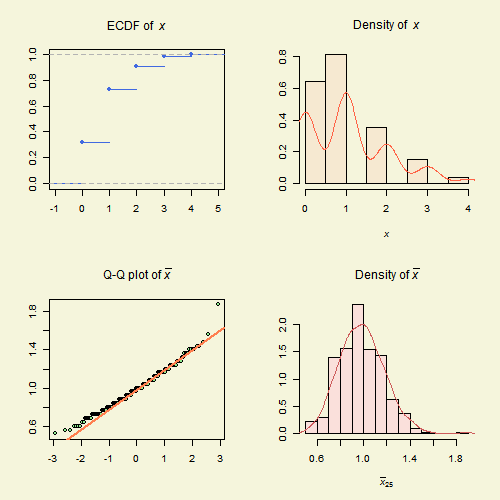 ECDF of x
Density of x
0.0 0.2 0.4 0.6 0.8 1.0
-1 0 1 2 3 4 5
0.0 0.2 0.4 0.6 0.8
0 1 2 3 4
x
Q-Q plot of x̅
Density of x̅
0.6 1.0 1.4 1.8
-3 -2 -1 0 1 2 3
0.0 0.5 1.0 1.5 2.0
0.6 1.0 1.4 1.8
x̅25